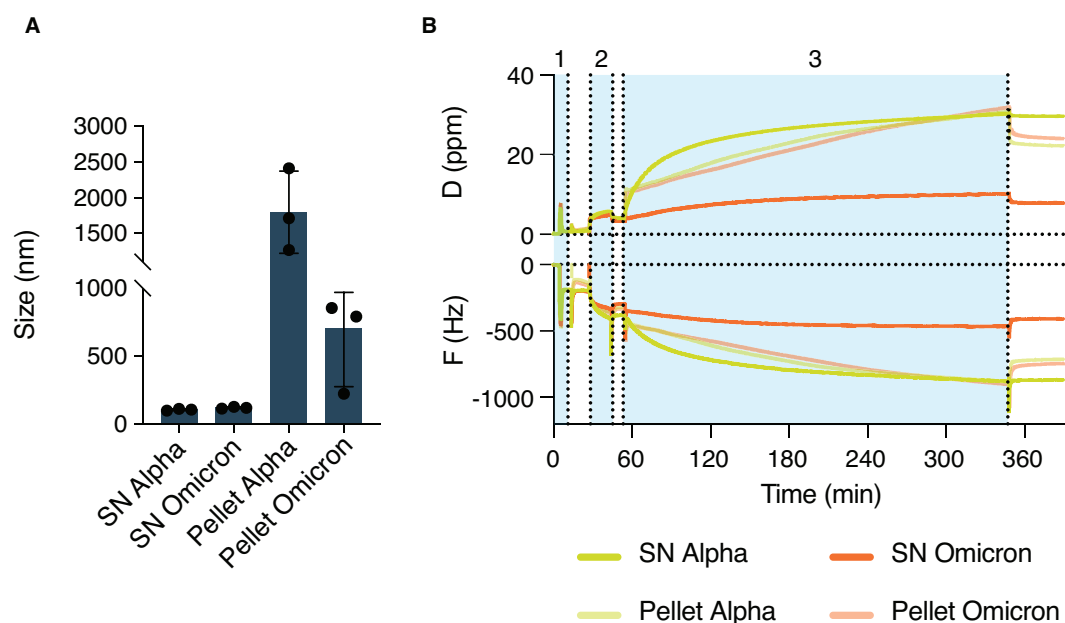 A
B
Size (nm)
3000
2500
2000
1500
1000
500
0
SN Alpha
SN Omicron
Pellet Alpha
Pellet Omicron
1 2 3
D (ppm)
40
20
0
F (Hz)
0
-500
-1000
0 60 120 180 240 300 360
Time (min)
SN Alpha SN Omicron
Pellet Alpha Pellet Omicron